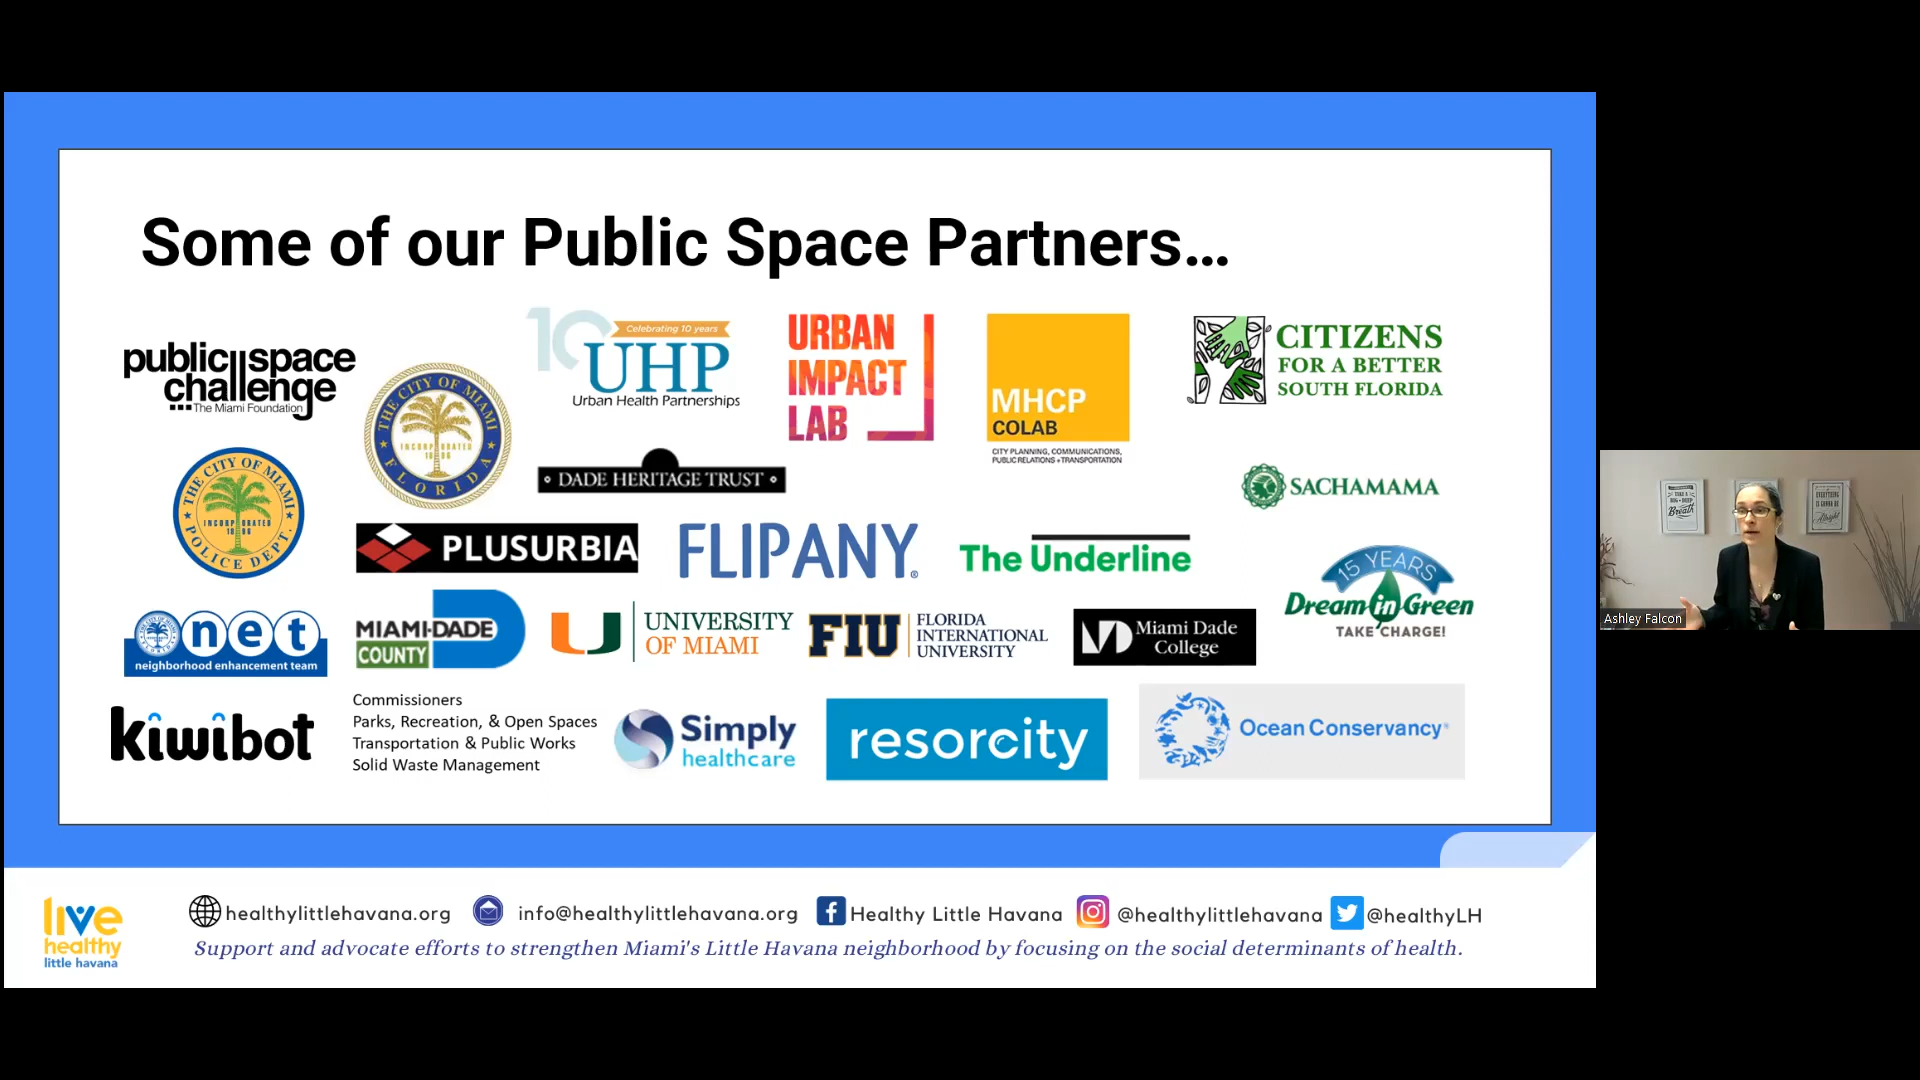 Some of our Public Space Partners...
public space
challenge
The Miami Foundation
THE CITY OF MIAMI
INCORPORATED
18 96
FLORIDA
10
Celebrating 10 years
UHP
Urban Health Partnerships
URBAN
IMPACT
LAB
MHCP
COLAB
CITY PLANNING, COMMUNICATIONS,
PUBLIC RELATIONS + TRANSPORTATION
CITIZENS
FOR A BETTER
SOUTH FLORIDA
THE CITY OF MIAMI
INCORPORATED
18 96
POLICE DEPT.
DADE HERITAGE TRUST
SACHAMAMA
PLUSURBIA
FLIPANY
The Underline
15 YEARS
Dream in Green
TAKE CHARGE!
net
neighborhood enhancement team
MIAMI-DADE
COUNTY
UNIVERSITY
OF MIAMI
FIU
FLORIDA
INTERNATIONAL
UNIVERSITY
Miami Dade
College
kiwibot
Commissioners
Parks, Recreation, & Open Spaces
Transportation & Public Works
Solid Waste Management
Simply
healthcare
resorcity
Ocean Conservancy
live
healthy
little havana
healthylittlehavana.org
info@healthylittlehavana.org
Healthy Little Havana
@healthylittlehavana
@healthyLH
Support and advocate efforts to strengthen Miami's Little Havana neighborhood by focusing on the social determinants of health.
Breath
Alright
Ashley Falcon